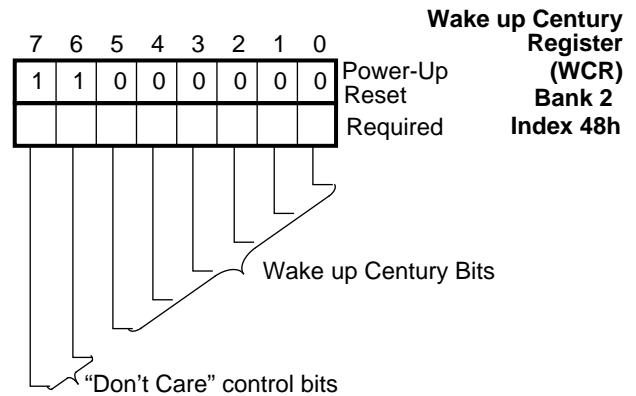 Wake up Century
Register
(WCR)
Bank 2
Index 48h
7 6 5 4 3 2 1 0
1 1 0 0 0 0 0 0
Power-Up
Reset
Required
Wake up Century Bits
“Don’t Care” control bits